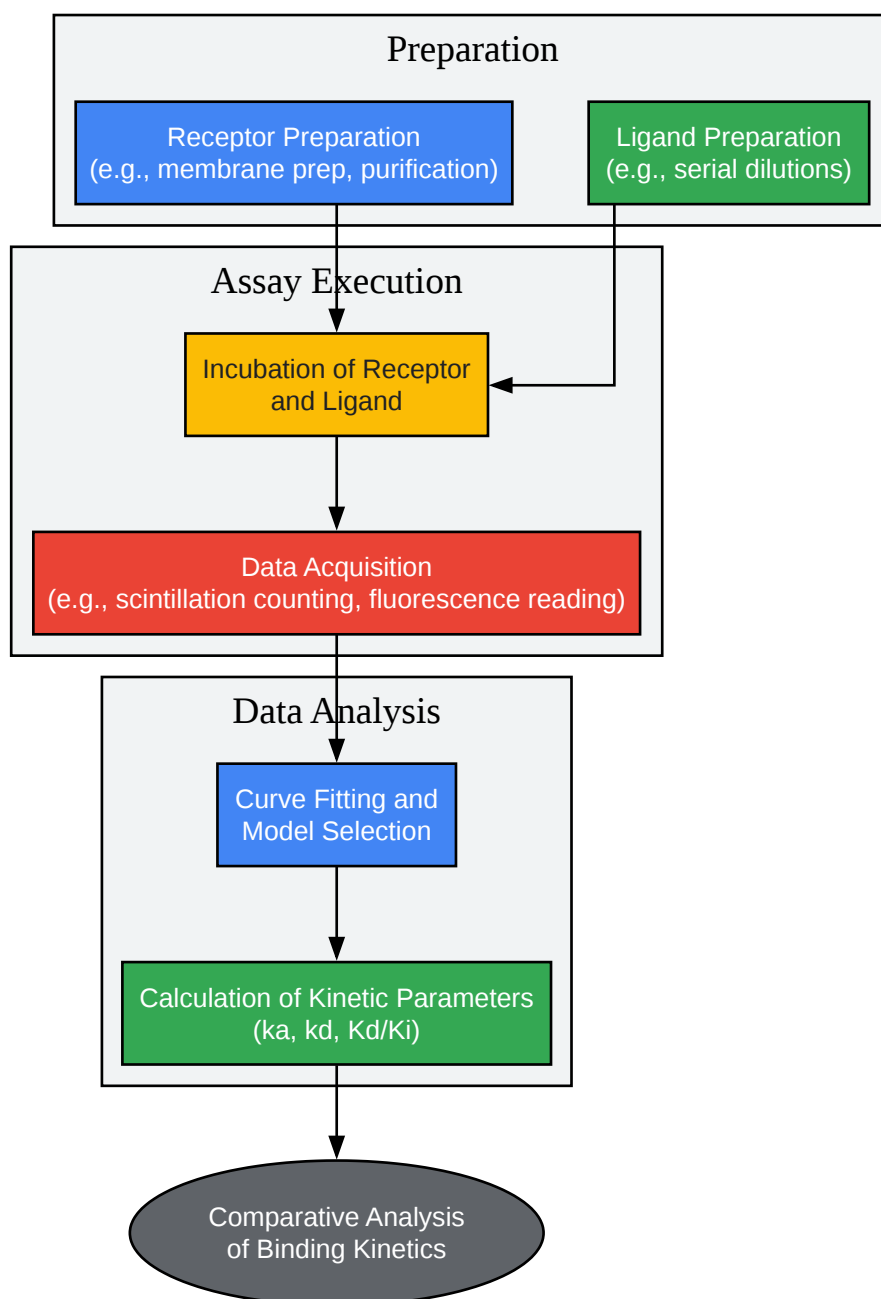 Preparation
Receptor Preparation
(e.g., membrane prep, purification)
Ligand Preparation
(e.g., serial dilutions)
Assay Execution
Incubation of Receptor
and Ligand
Data Acquisition
(e.g., scintillation counting, fluorescence reading)
Data Analysis
Curve Fitting and
Model Selection
Calculation of Kinetic Parameters
(ka, kd, Kd/Ki)
Comparative Analysis
of Binding Kinetics